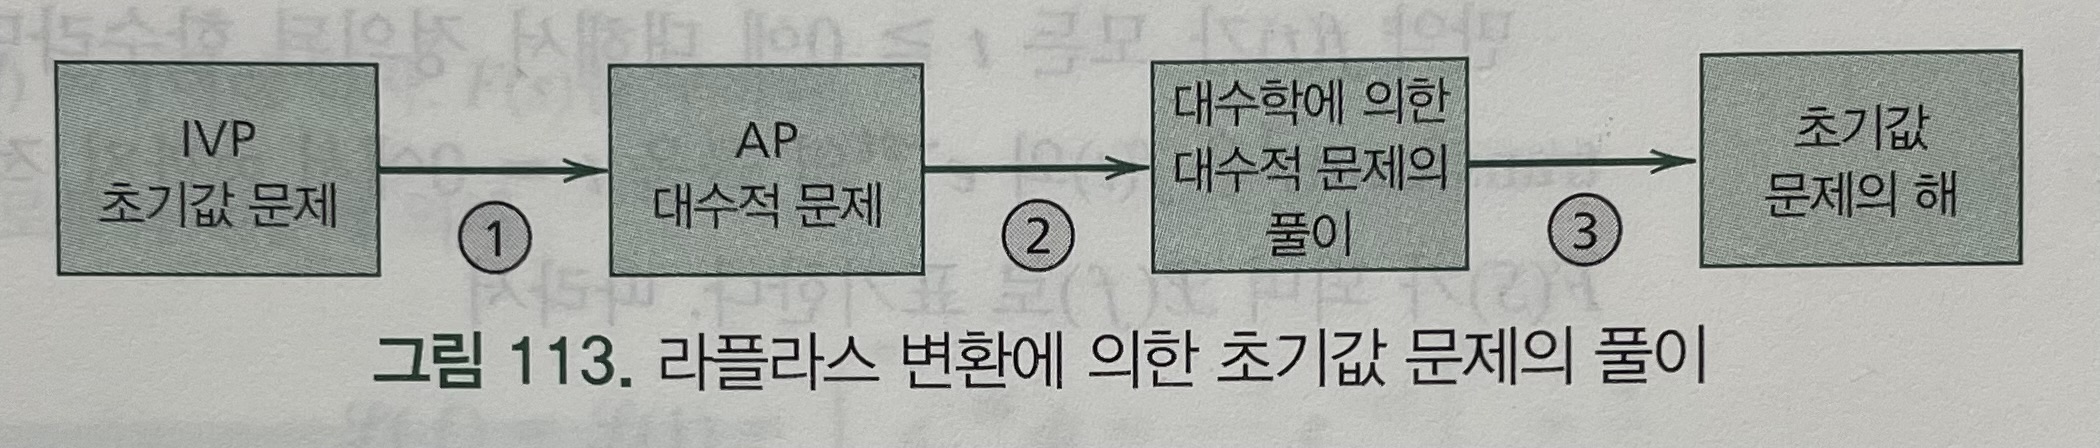 IVP
초기값 문제
①
AP
대수적 문제
②
대수학에 의한
대수적 문제의
풀이
③
초기값
문제의 해
그림 113. 라플라스 변환에 의한 초기값 문제의 풀이